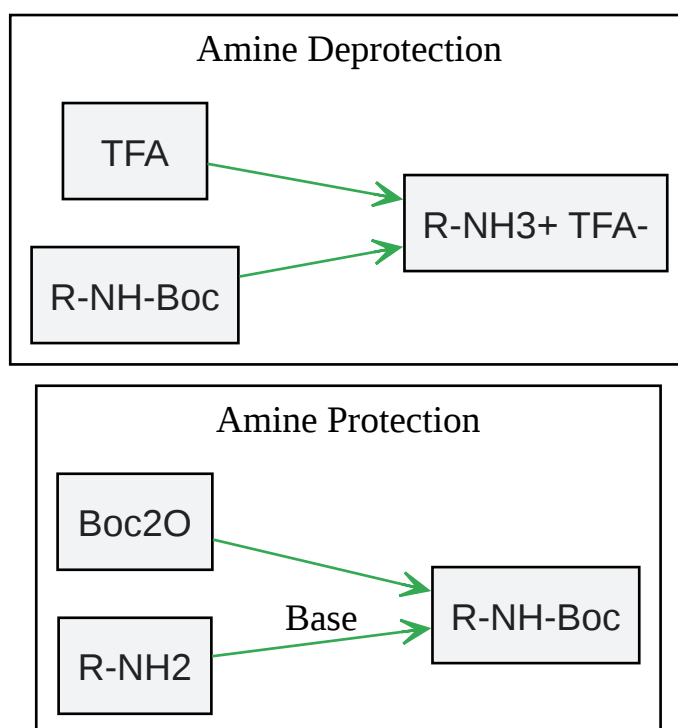 Amine Deprotection
TFA
R-NH3+ TFA-
R-NH-Boc
Amine Protection
Boc2O
Base
R-NH-Boc
R-NH2